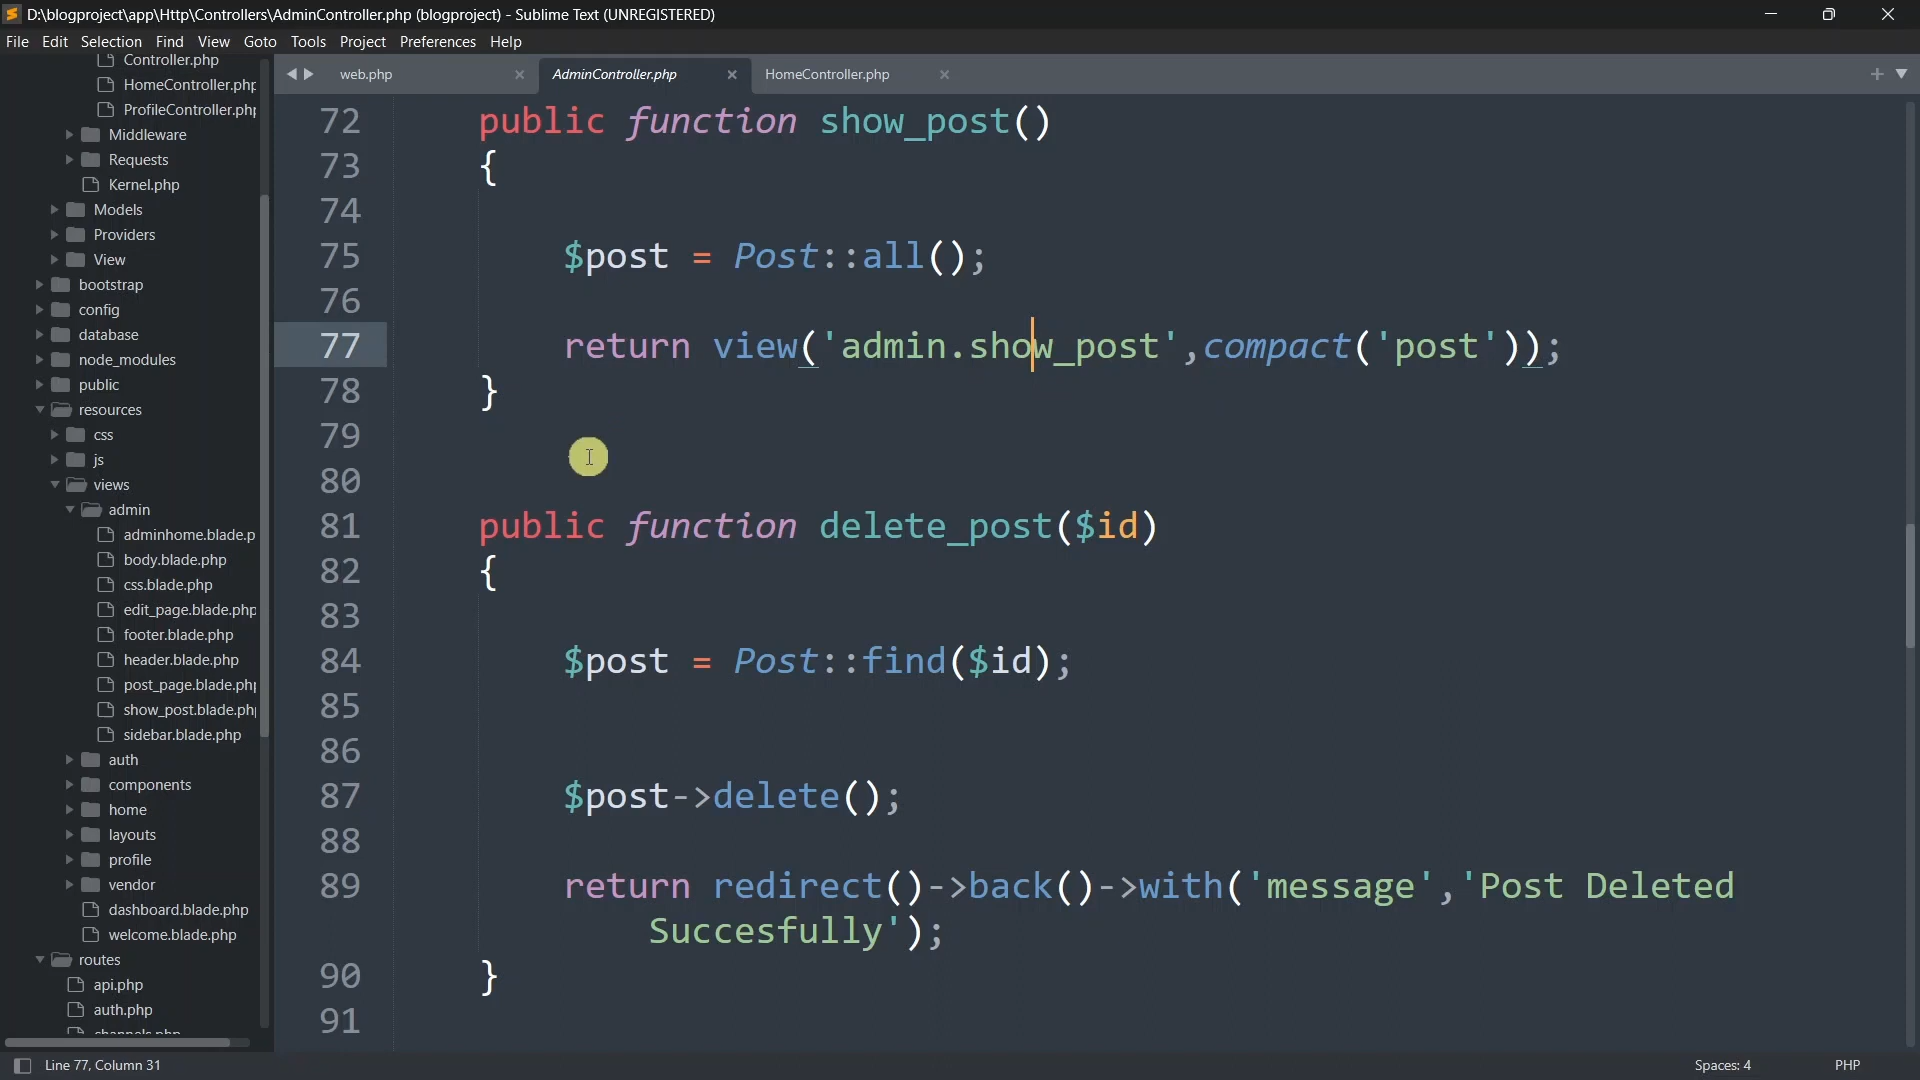 D:\blogproject\app\Http\Controllers\AdminController.php (blogproject) - Sublime Text (UNREGISTERED)
File Edit Selection Find View Goto Tools Project Preferences Help
Controller.php
HomeController.php
ProfileController.php
Middleware
Requests
Kernel.php
Models
Providers
View
bootstrap
config
database
node_modules
public
resources
css
js
views
admin
adminhome.blade.p
body.blade.php
css.blade.php
edit_page.blade.php
footer.blade.php
header.blade.php
post_page.blade.php
show_post.blade.php
sidebar.blade.php
auth
components
home
layouts
profile
vendor
dashboard.blade.php
welcome.blade.php
routes
api.php
auth.php
channels.php
web.php
AdminController.php
HomeController.php
72 public function show_post()
73 {
74
75 $post = Post::all();
76
77 return view('admin.show_post',compact('post'));
78 }
79
80
81 public function delete_post($id)
82 {
83
84 $post = Post::find($id);
85
86
87 $post->delete();
88
89 return redirect()->back()->with('message','Post Deleted
Succesfully');
90 }
91
Line 77, Column 31
Spaces: 4
PHP